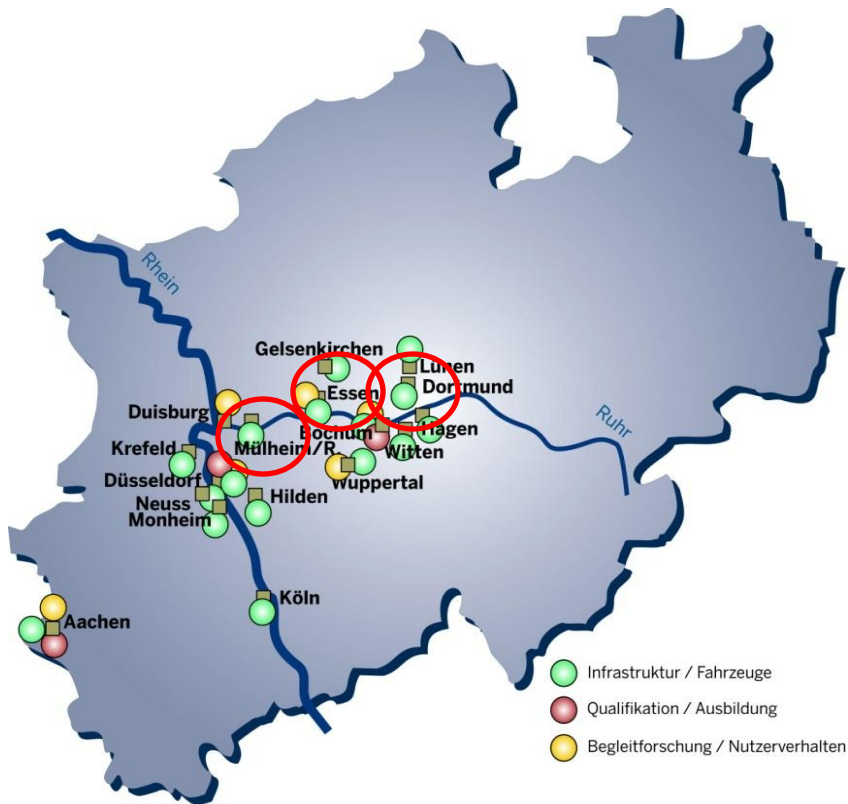 Rhein
Gelsenkirchen
Lünen
Essen
Dortmund
Duisburg
Ruhr
Bochum
Hagen
Krefeld
Mülheim/R.
Witten
Düsseldorf
Wuppertal
Neuss
Hilden
Monheim
Köln
Aachen
Infrastruktur / Fahrzeuge
Qualifikation / Ausbildung
Begleitforschung / Nutzerverhalten